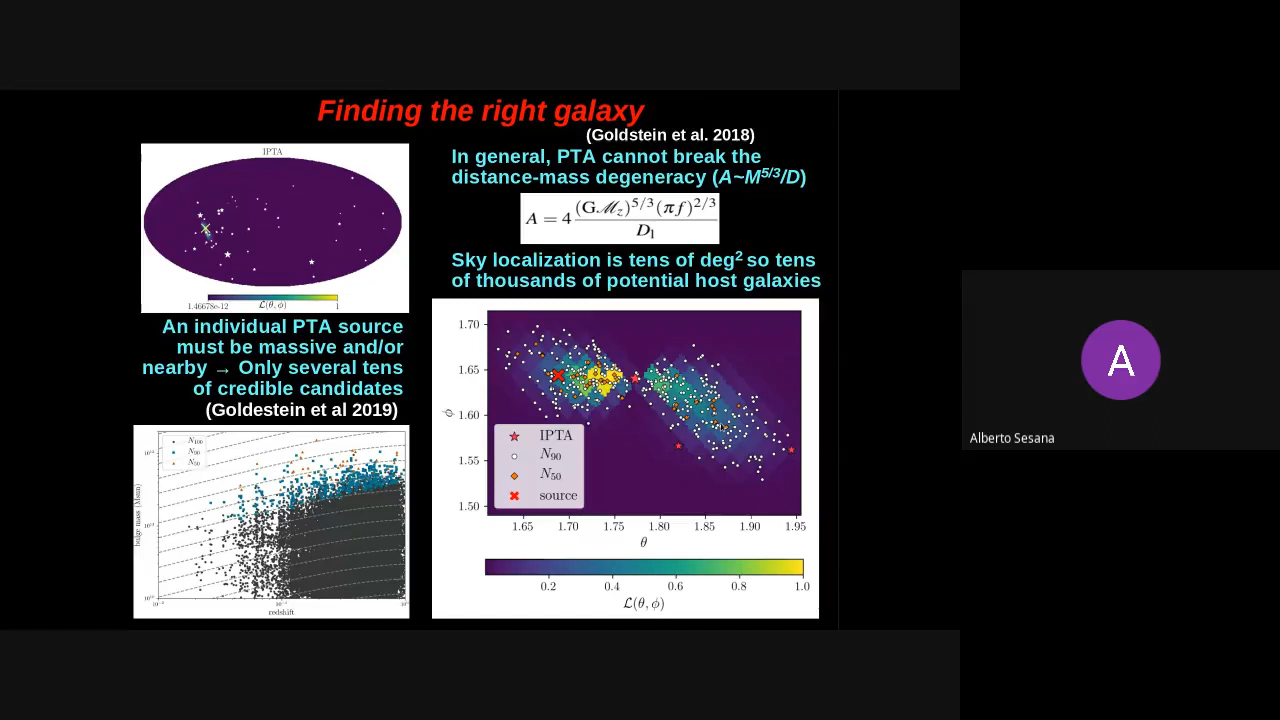 Finding the right galaxy
(Goldstein et al. 2018)
IPTA
1.46678e-12
ℒ(θ, ϕ)
1
In general, PTA cannot break the
distance-mass degeneracy (A~M^5/3/D)
A = 4 (Gℳz)^5/3 (πf)^2/3 / Dl
Sky localization is tens of deg² so tens
of thousands of potential host galaxies
An individual PTA source
must be massive and/or
nearby → Only several tens
of credible candidates
(Goldestein et al 2019)
N100
N90
N50
bulge mass (Msun)
redshift
1.70
1.65
1.60
1.55
1.50
ϕ
IPTA
N90
N50
source
1.65 1.70 1.75 1.80 1.85 1.90 1.95
θ
0.2 0.4 0.6 0.8 1.0
ℒ(θ, ϕ)
A
Alberto Sesana